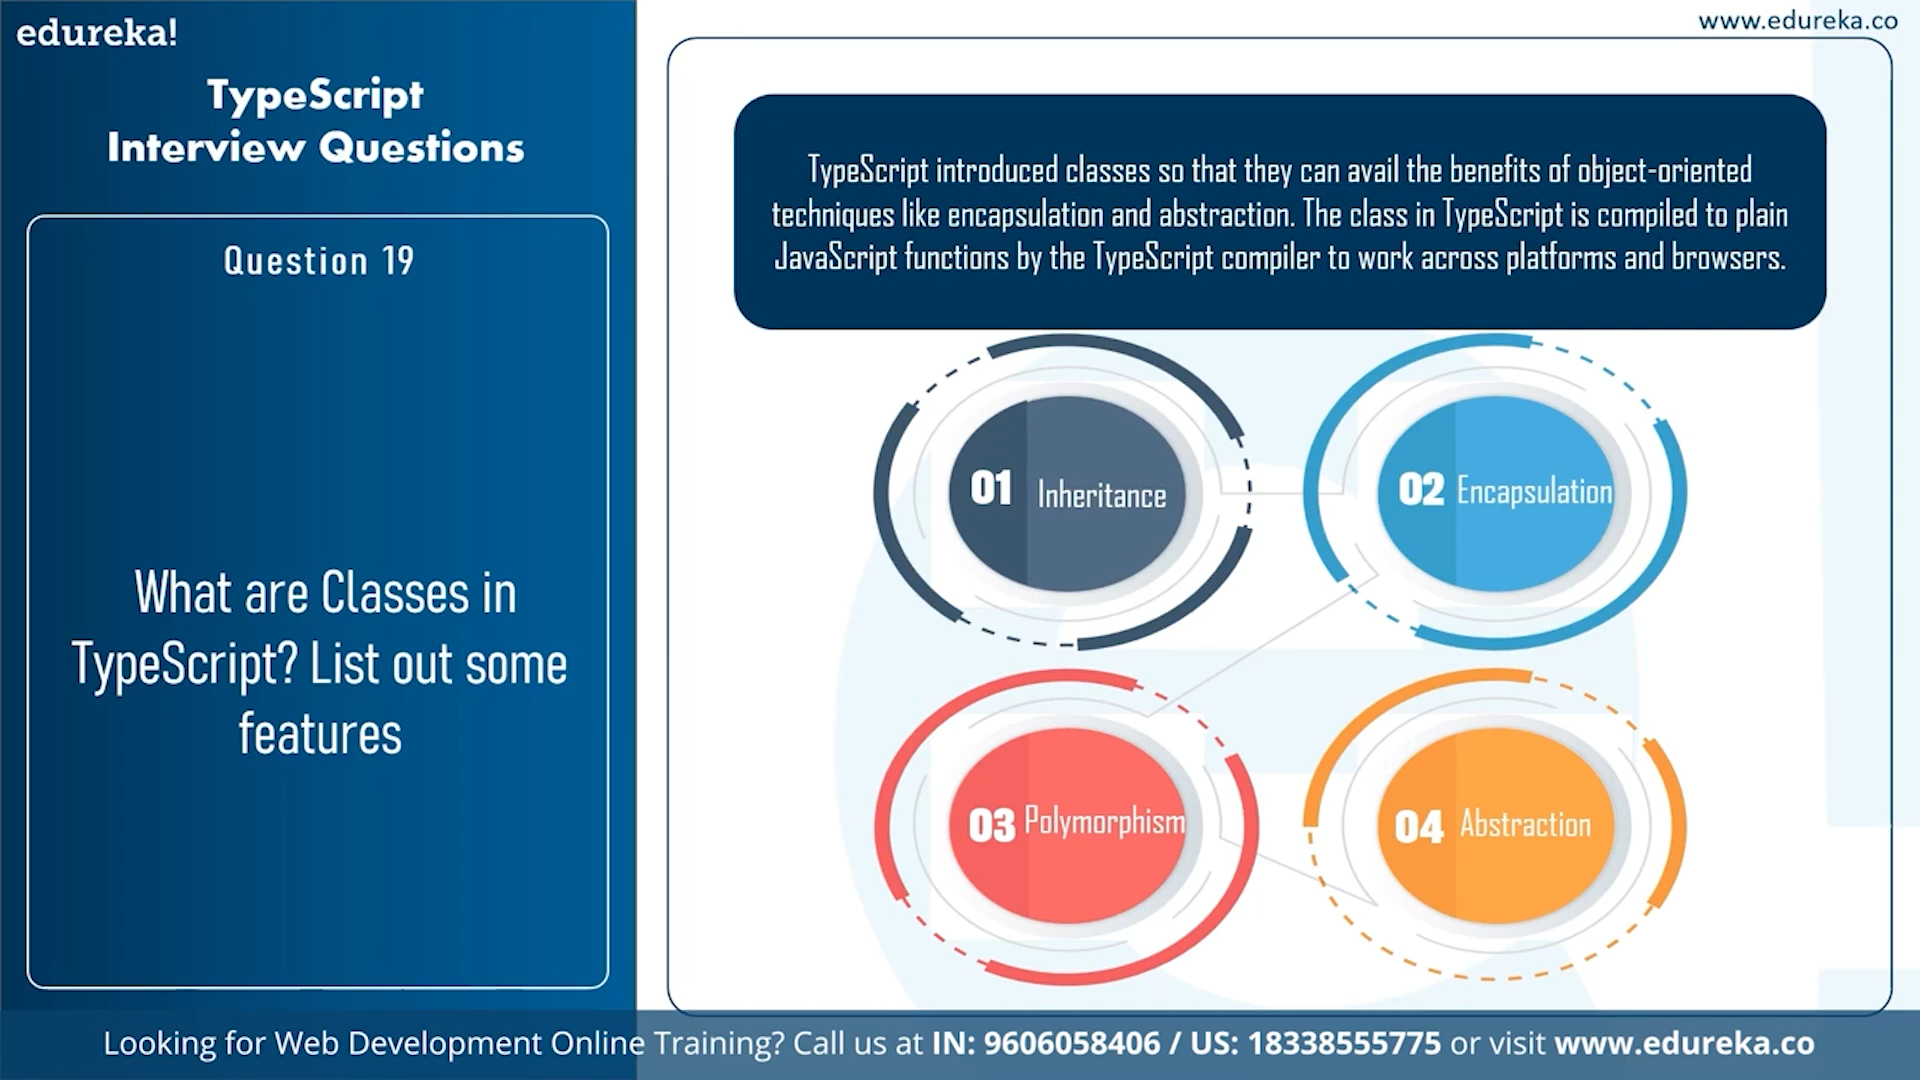 edureka!
www.edureka.co
TypeScript
Interview Questions
Question 19
What are Classes in
TypeScript? List out some
features
TypeScript introduced classes so that they can avail the benefits of object-oriented
techniques like encapsulation and abstraction. The class in TypeScript is compiled to plain
JavaScript functions by the TypeScript compiler to work across platforms and browsers.
01 Inheritance
02 Encapsulation
03 Polymorphism
04 Abstraction
Looking for Web Development Online Training? Call us at IN: 9606058406 / US: 18338555775 or visit www.edureka.co